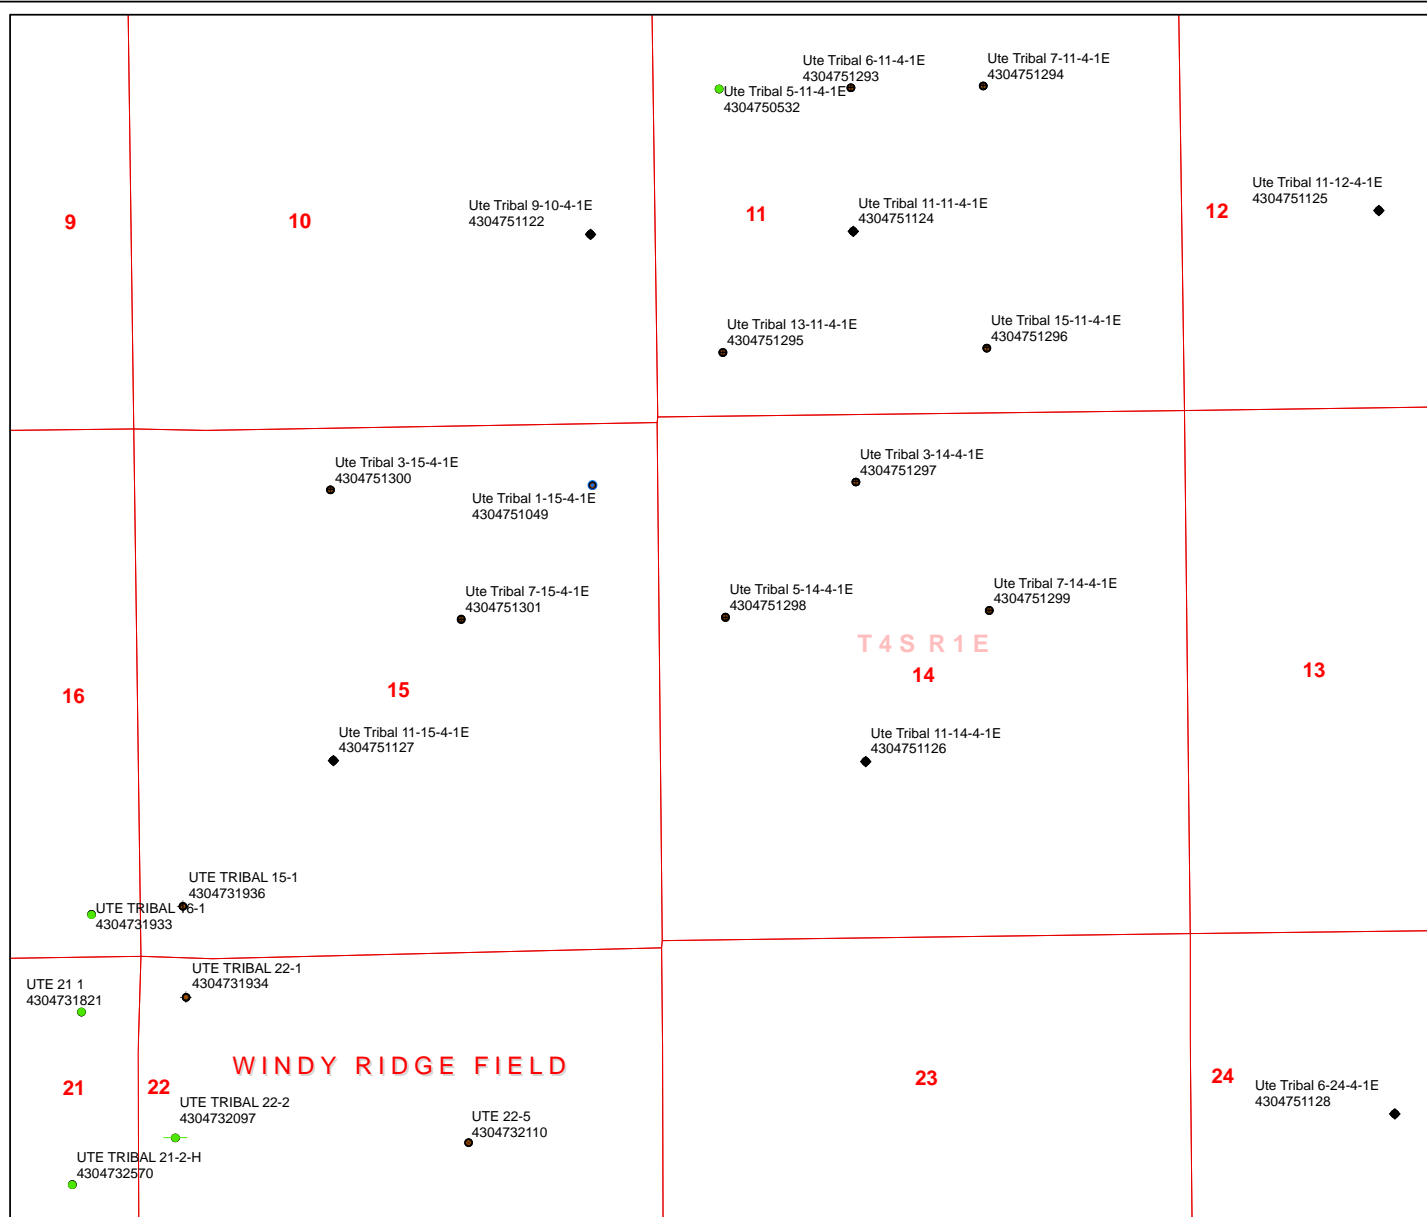 Ute Tribal 6-11-4-1E
4304751293
Ute Tribal 7-11-4-1E
4304751294
Ute Tribal 5-11-4-1E
4304750532
9
10
Ute Tribal 9-10-4-1E
4304751122
11
Ute Tribal 11-11-4-1E
4304751124
12
Ute Tribal 11-12-4-1E
4304751125
Ute Tribal 13-11-4-1E
4304751295
Ute Tribal 15-11-4-1E
4304751296
Ute Tribal 3-15-4-1E
4304751300
Ute Tribal 1-15-4-1E
4304751049
Ute Tribal 3-14-4-1E
4304751297
Ute Tribal 7-15-4-1E
4304751301
Ute Tribal 5-14-4-1E
4304751298
Ute Tribal 7-14-4-1E
4304751299
T4S R1E
16
15
14
13
Ute Tribal 11-15-4-1E
4304751127
Ute Tribal 11-14-4-1E
4304751126
UTE TRIBAL 15-1
4304731936
UTE TRIBAL 16-1
4304731933
UTE TRIBAL 22-1
4304731934
UTE 21 1
4304731821
WINDY RIDGE FIELD
21
22
23
24
Ute Tribal 6-24-4-1E
4304751128
UTE TRIBAL 22-2
4304732097
UTE 22-5
4304732110
UTE TRIBAL 21-2-H
4304732570